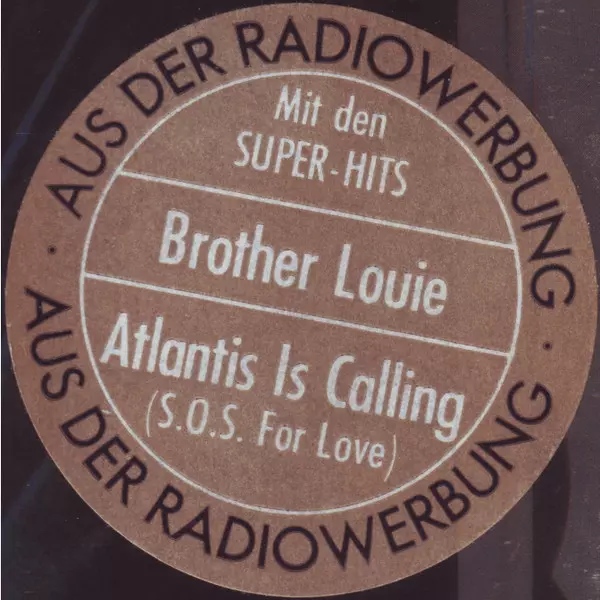 AUS DER RADIOWERBUNG
Mit den
SUPER-HITS
Brother Louie
Atlantis Is Calling
(S.O.S. For Love)
AUS DER RADIOWERBUNG